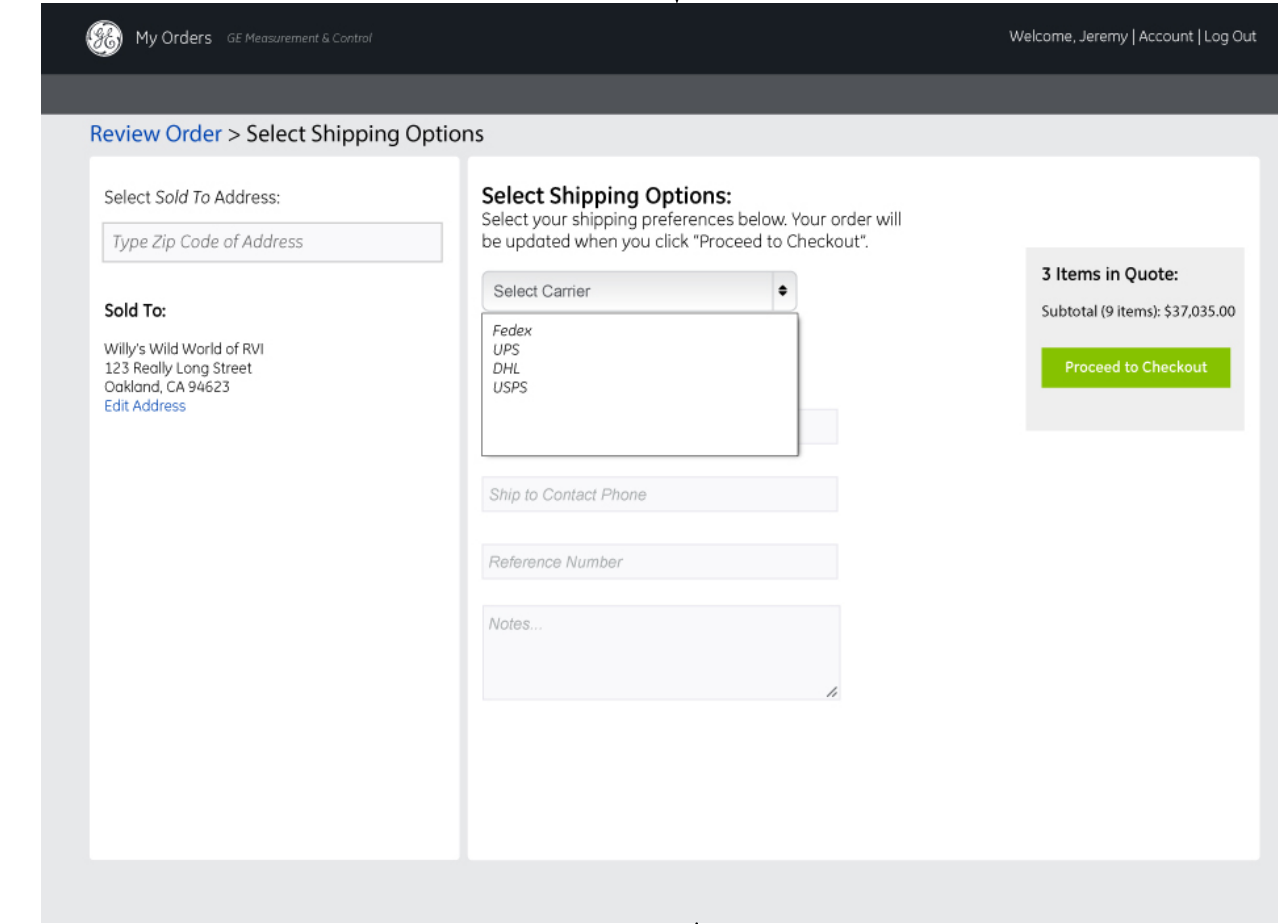 GE
My Orders GE Measurement & Control
Welcome, Jeremy | Account | Log Out
Review Order > Select Shipping Options
Select Sold To Address:
Type Zip Code of Address
Sold To:
Willy's Wild World of RVI
123 Really Long Street
Oakland, CA 94623
Edit Address
Select Shipping Options:
Select your shipping preferences below. Your order will
be updated when you click "Proceed to Checkout".
Select Carrier
Fedex
UPS
DHL
USPS
Ship to Contact Phone
Reference Number
Notes...
3 Items in Quote:
Subtotal (9 items): $37,035.00
Proceed to Checkout